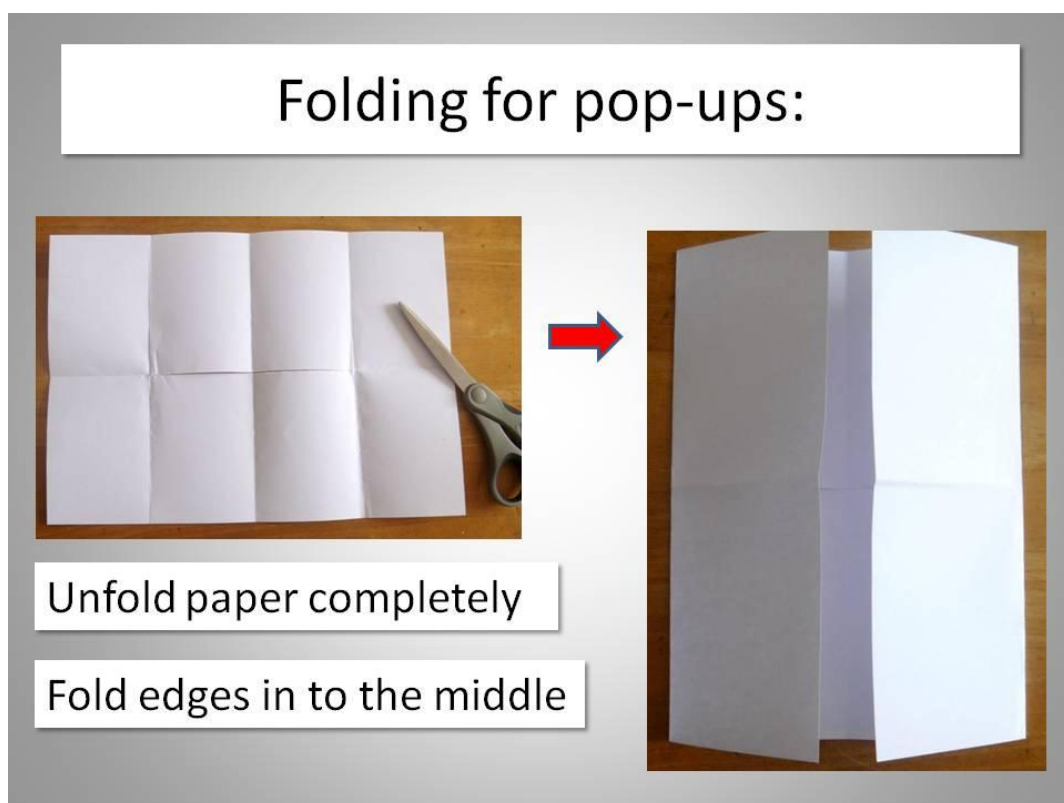 Folding for pop-ups:
Unfold paper completely
Fold edges in to the middle